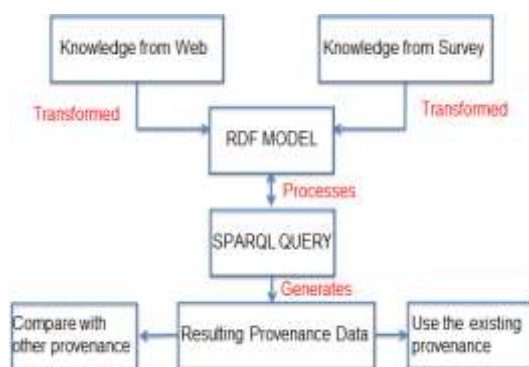 Knowledge from Web
Knowledge from Survey
Transformed
Transformed
RDF MODEL
Processes
SPARQL QUERY
Generates
Compare with
other provenance
Resulting Provenance Data
Use the existing
provenance